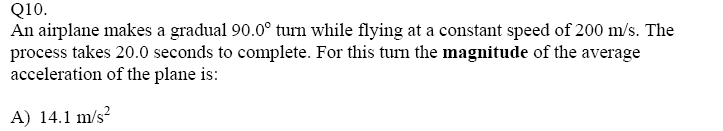 Q10.
An airplane makes a gradual 90.0° turn while flying at a constant speed of 200 m/s. The
process takes 20.0 seconds to complete. For this turn the magnitude of the average
acceleration of the plane is:
A) 14.1 m/s²